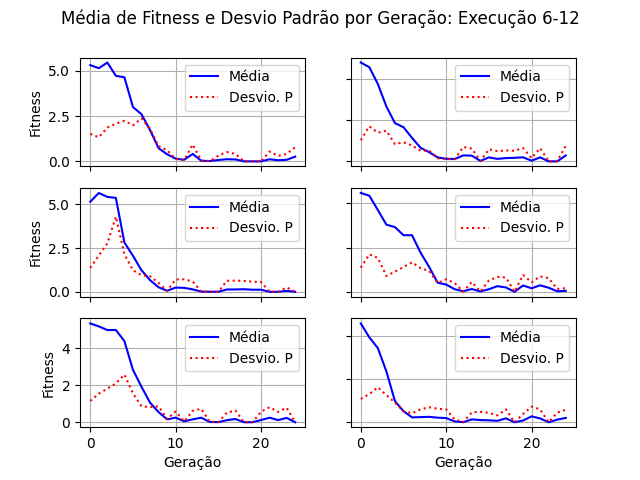 Média de Fitness e Desvio Padrão por Geração: Execução 6-12
5.0
2.5
0.0
Fitness
Média
Desvio. P
Média
Desvio. P
5.0
2.5
0.0
Fitness
Média
Desvio. P
Média
Desvio. P
4
2
0
Fitness
Média
Desvio. P
Média
Desvio. P
0 10 20
0 10 20
Geração
Geração